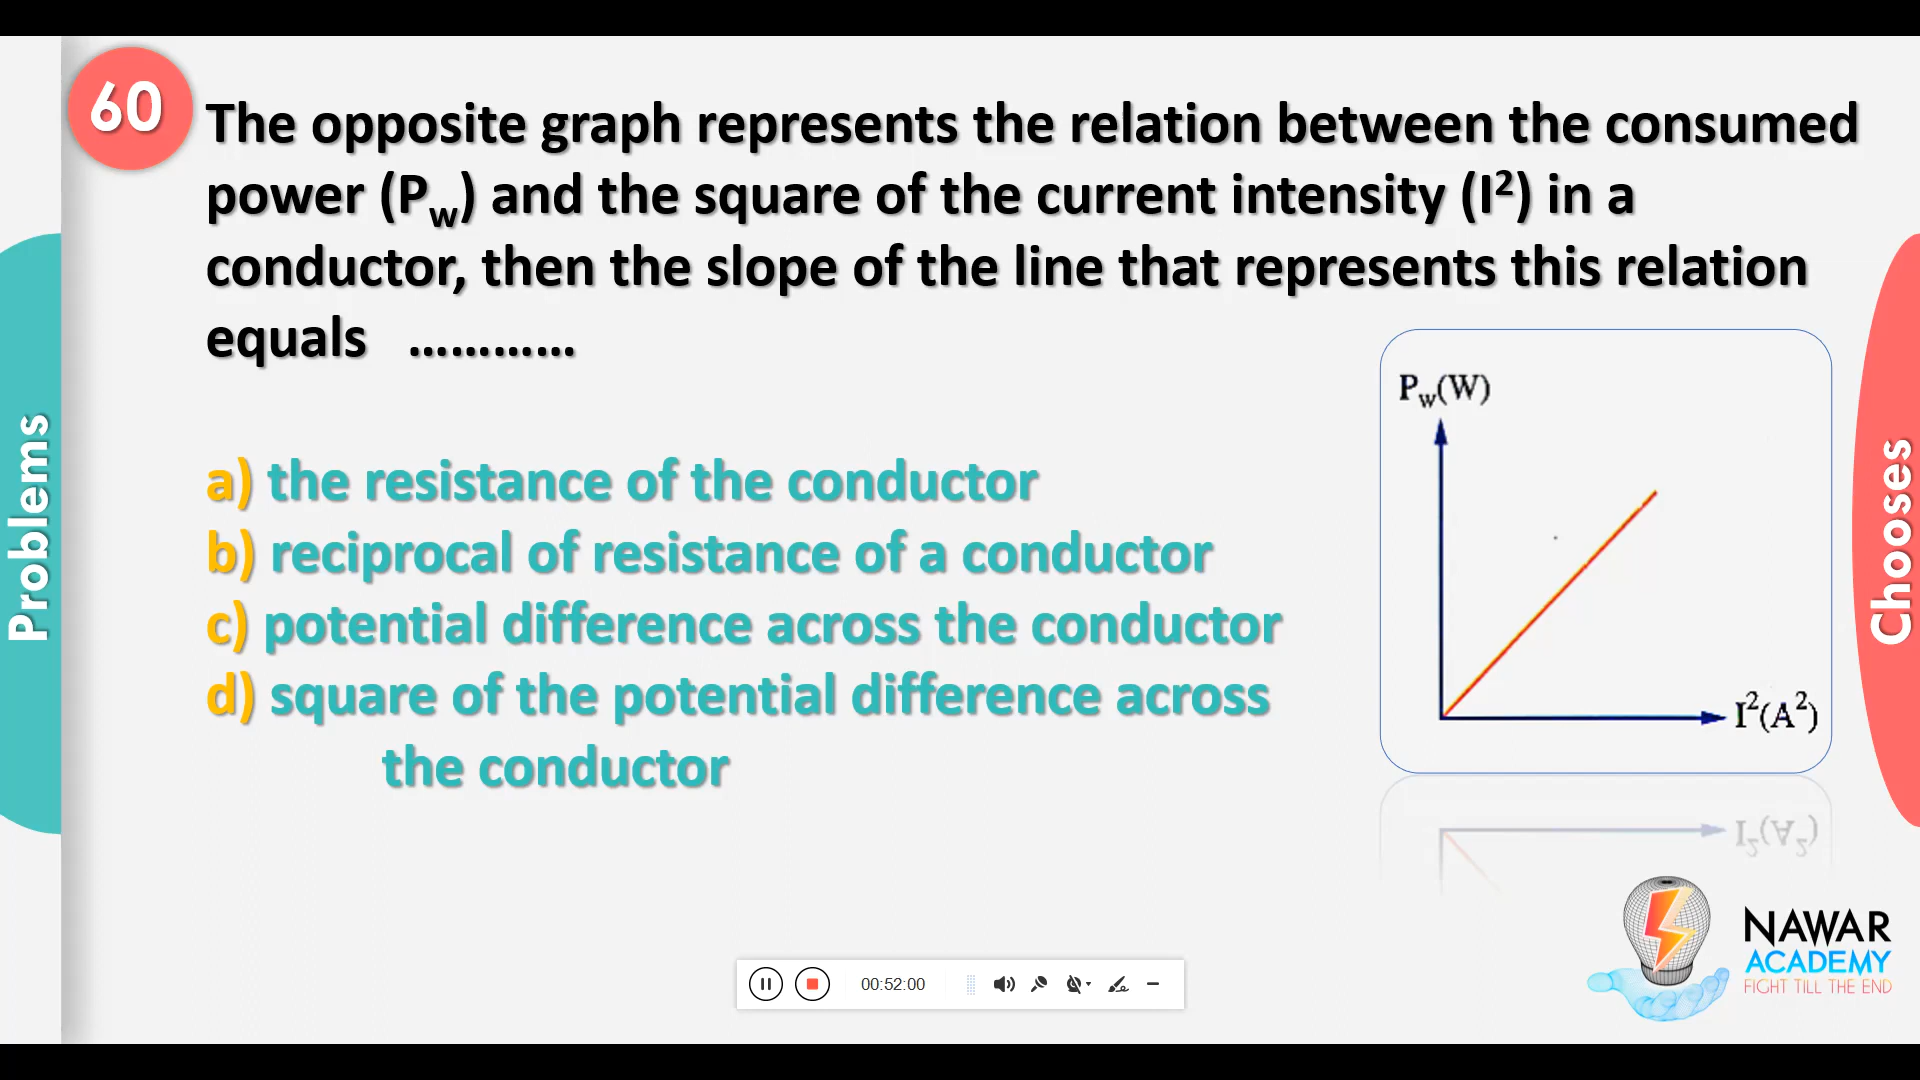 60
The opposite graph represents the relation between the consumed
power (Pw) and the square of the current intensity (I²) in a
conductor, then the slope of the line that represents this relation
equals ............
a) the resistance of the conductor
b) reciprocal of resistance of a conductor
c) potential difference across the conductor
d) square of the potential difference across
the conductor
Pw(W)
I²(A²)
I²(A²)
Problems
Chooses
00:52:00
NAWAR
ACADEMY
FIGHT TILL THE END